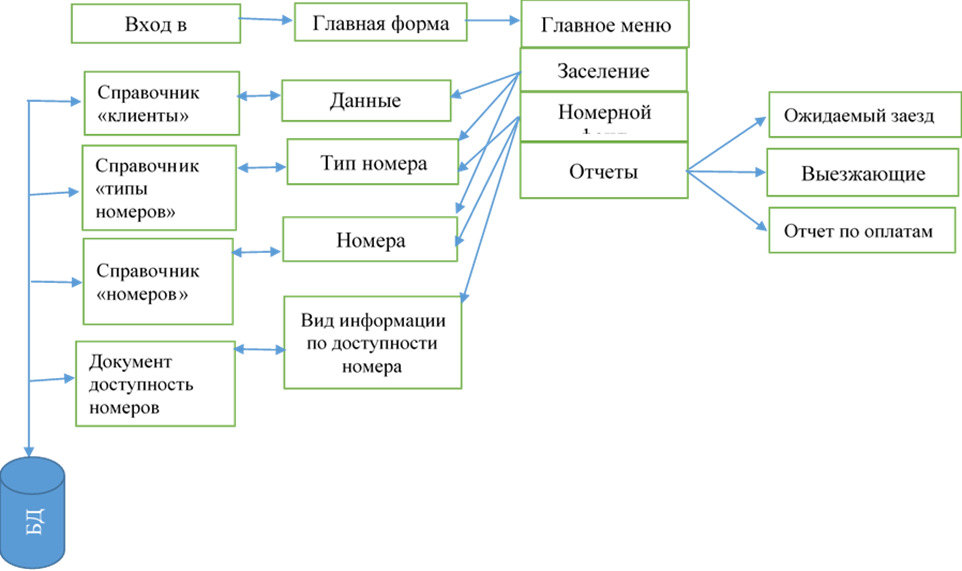 Вход в
Главная форма
Главное меню
Заселение
Номерной
Отчеты
Справочник
«клиенты»
Данные
Ожидаемый заезд
Справочник
«типы
номеров»
Тип номера
Выезжающие
Номера
Отчет по оплатам
Справочник
«номеров»
Вид информации
по доступности
номера
Документ
доступность
номеров
БД